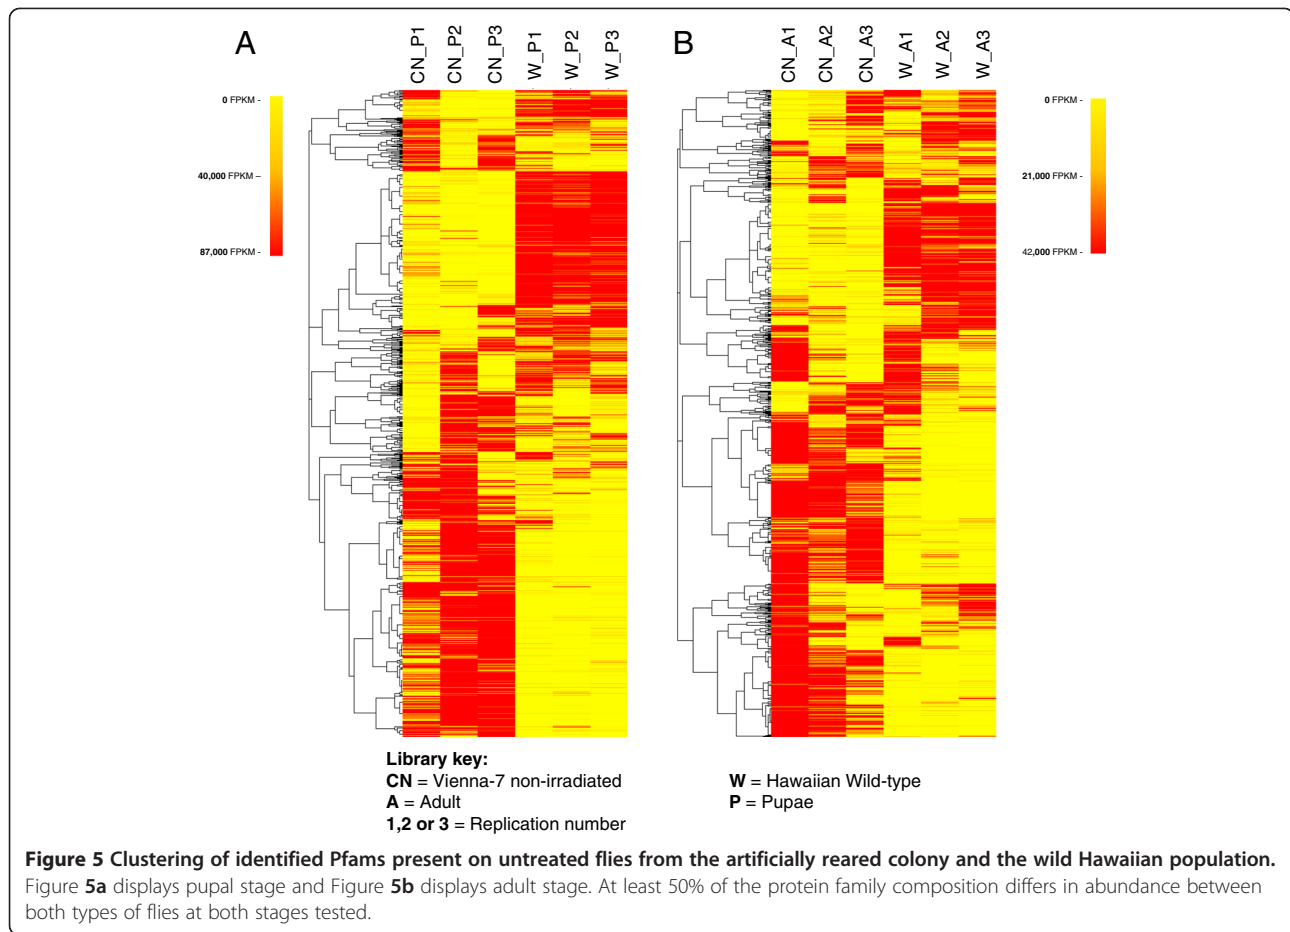 A
B
CN_P1
CN_P2
CN_P3
W_P1
W_P2
W_P3
CN_A1
CN_A2
CN_A3
W_A1
W_A2
W_A3
0 FPKM -
40,000 FPKM –
87,000 FPKM -
0 FPKM -
21,000 FPKM -
42,000 FPKM -
Library key:
CN = Vienna-7 non-irradiated
A = Adult
1,2 or 3 = Replication number
W = Hawaiian Wild-type
P = Pupae
Figure 5 Clustering of identified Pfams present on untreated flies from the artificially reared colony and the wild Hawaiian population.
Figure 5a displays pupal stage and Figure 5b displays adult stage. At least 50% of the protein family composition differs in abundance between
both types of flies at both stages tested.